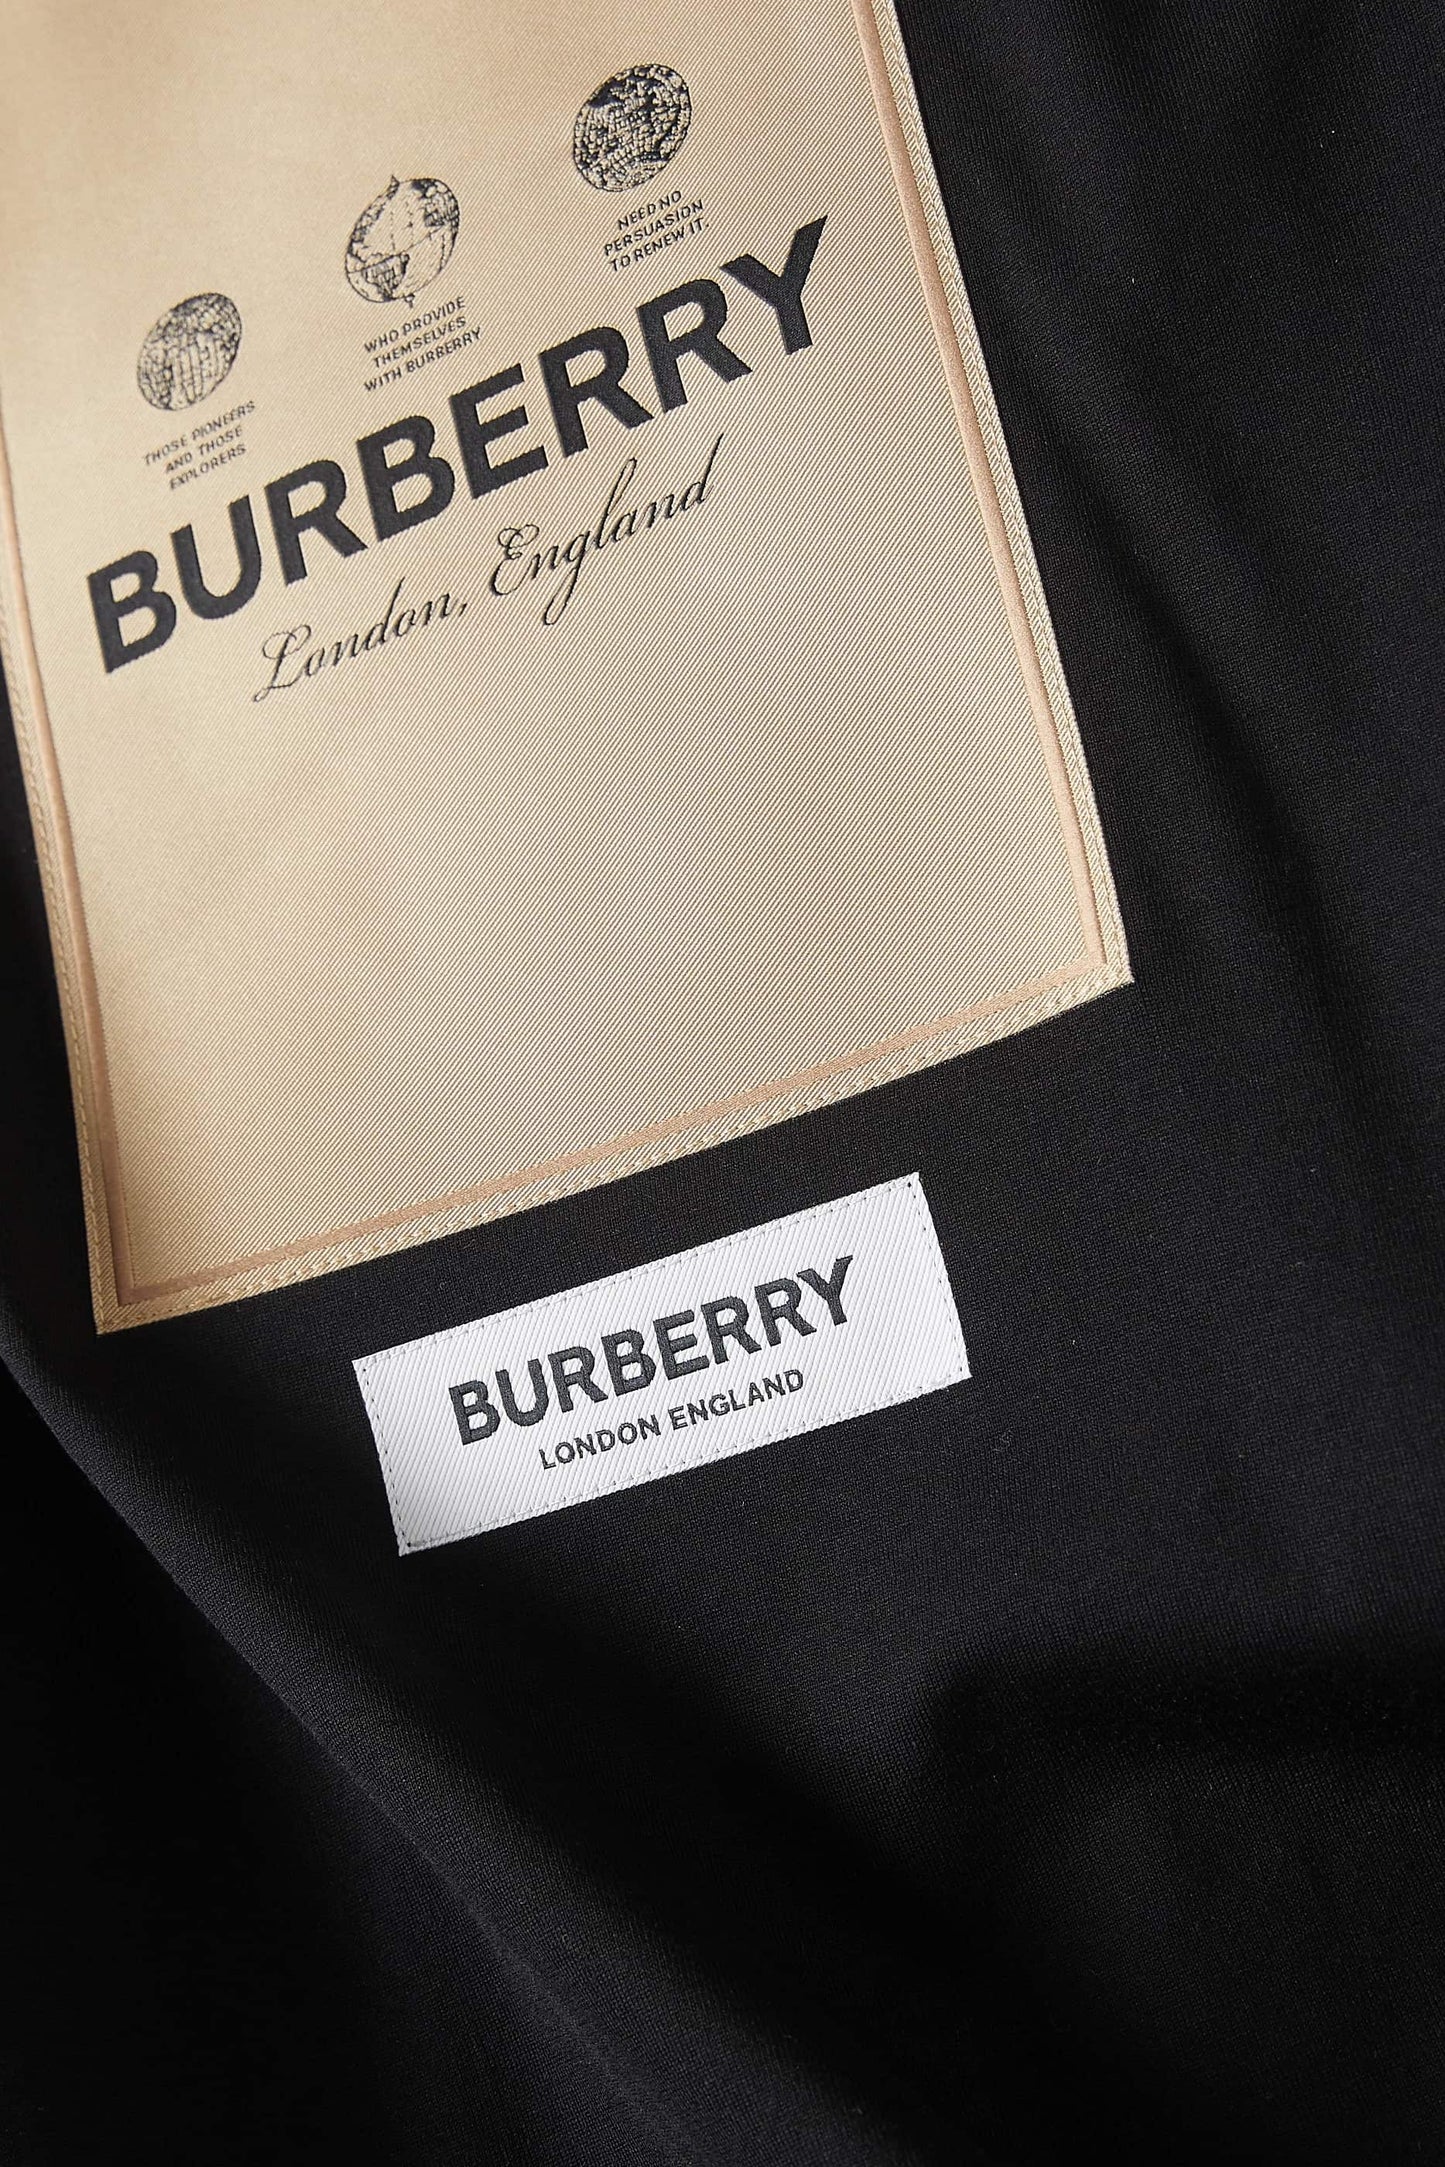 THOSE PIONEERS
AND THOSE
EXPLORERS
WHO PROVIDE
THEMSELVES
WITH BURBERRY
NEED NO
PERSUASION
TO RENEW IT.
BURBERRY
London, England
BURBERRY
LONDON ENGLAND